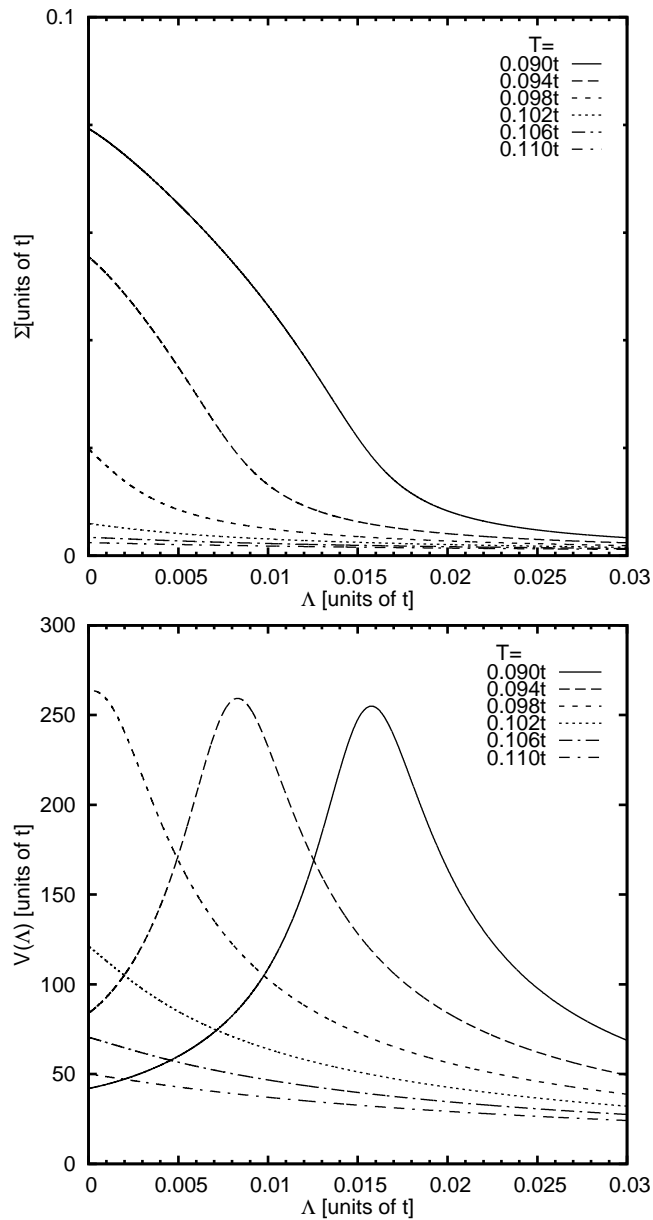 0.1
T=
0.090t
0.094t
0.098t
0.102t
0.106t
0.110t
Σ[units of t]
0
0 0.005 0.01 0.015 0.02 0.025 0.03
Λ [units of t]
300
T=
0.090t
0.094t
0.098t
0.102t
0.106t
0.110t
250
200
150
100
50
0
V(Λ) [units of t]
0 0.005 0.01 0.015 0.02 0.025 0.03
Λ [units of t]